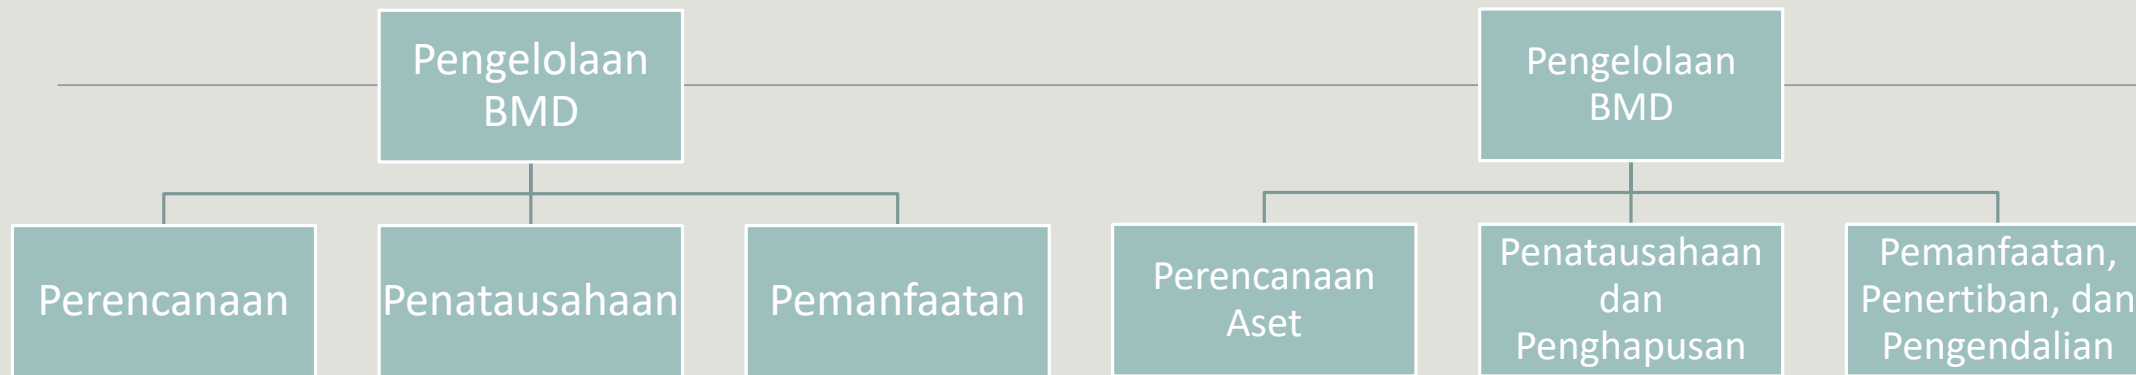 Pengelolaan
BMD
Perencanaan
Penatausahaan
Pemanfaatan
Pengelolaan
BMD
Perencanaan
Aset
Penatausahaan
dan
Penghapusan
Pemanfaatan,
Penertiban, dan
Pengendalian